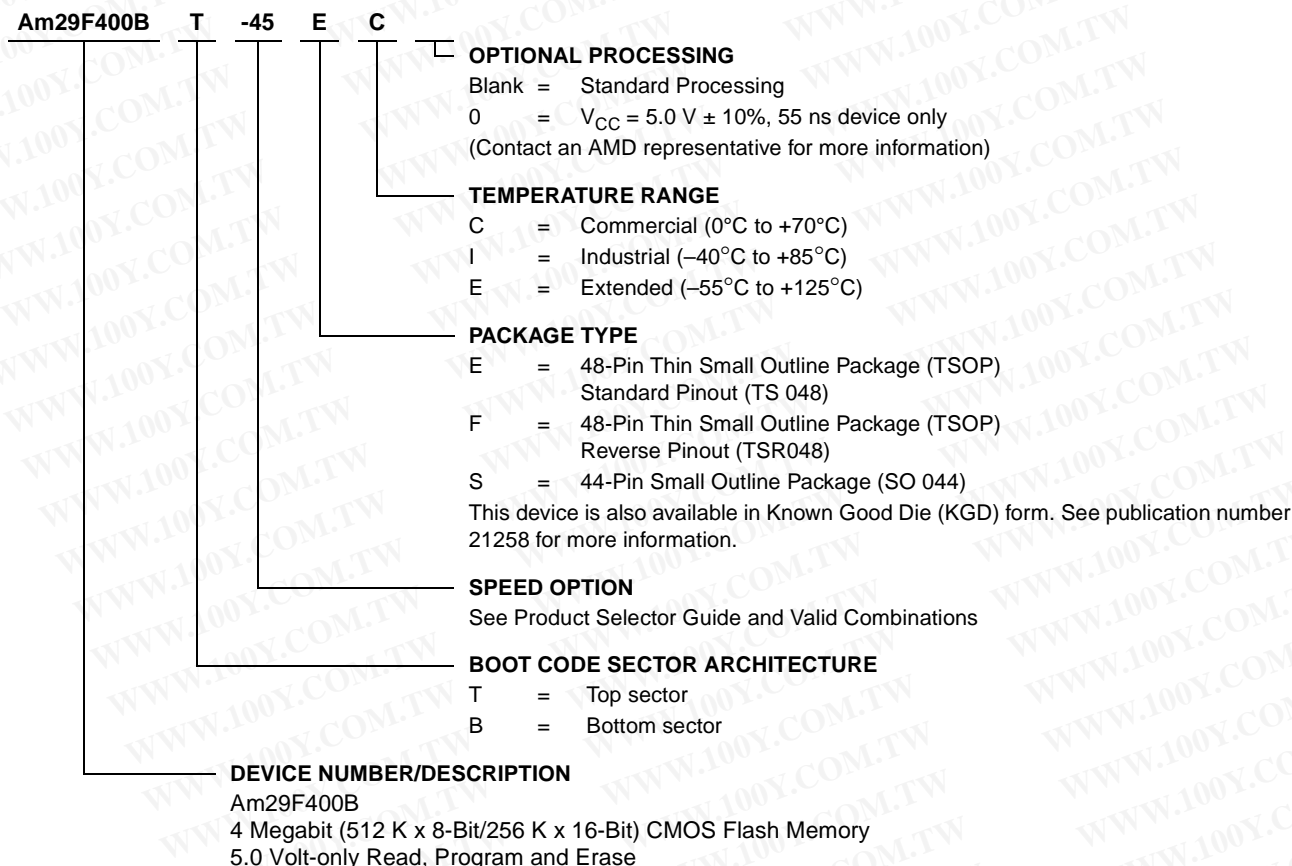 Am29F400B T -45 E C
OPTIONAL PROCESSING
Blank = Standard Processing
0 = VCC = 5.0 V ± 10%, 55 ns device only
(Contact an AMD representative for more information)
TEMPERATURE RANGE
C = Commercial (0°C to +70°C)
I = Industrial (–40°C to +85°C)
E = Extended (–55°C to +125°C)
PACKAGE TYPE
E = 48-Pin Thin Small Outline Package (TSOP)
Standard Pinout (TS 048)
F = 48-Pin Thin Small Outline Package (TSOP)
Reverse Pinout (TSR048)
S = 44-Pin Small Outline Package (SO 044)
This device is also available in Known Good Die (KGD) form. See publication number
21258 for more information.
SPEED OPTION
See Product Selector Guide and Valid Combinations
BOOT CODE SECTOR ARCHITECTURE
T = Top sector
B = Bottom sector
DEVICE NUMBER/DESCRIPTION
Am29F400B
4 Megabit (512 K x 8-Bit/256 K x 16-Bit) CMOS Flash Memory
5.0 Volt-only Read, Program and Erase
WWW.100Y.COM.TW